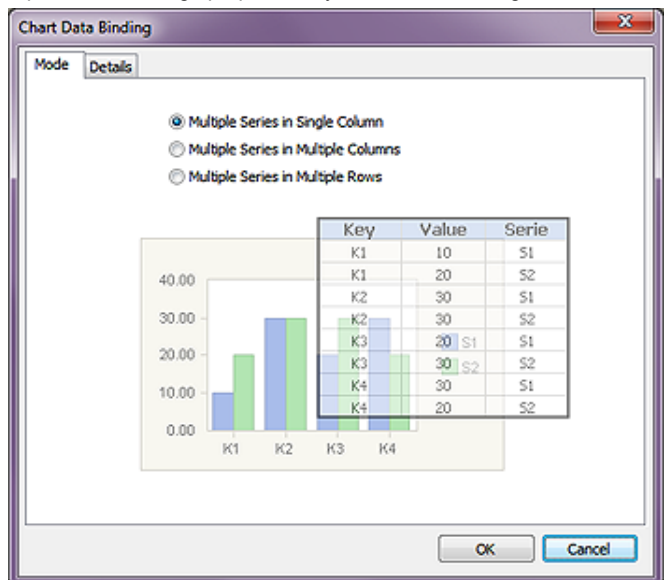 Chart Data Binding
Mode Details
Multiple Series in Single Column
Multiple Series in Multiple Columns
Multiple Series in Multiple Rows
Key Value Serie
K1 10 S1
K1 20 S2
K2 30 S1
K2 30 S2
K3 20 S1
K3 30 S2
K4 30 S1
K4 20 S2
40.00
30.00
20.00
10.00
0.00
K1 K2 K3 K4
S1
S2
OK Cancel